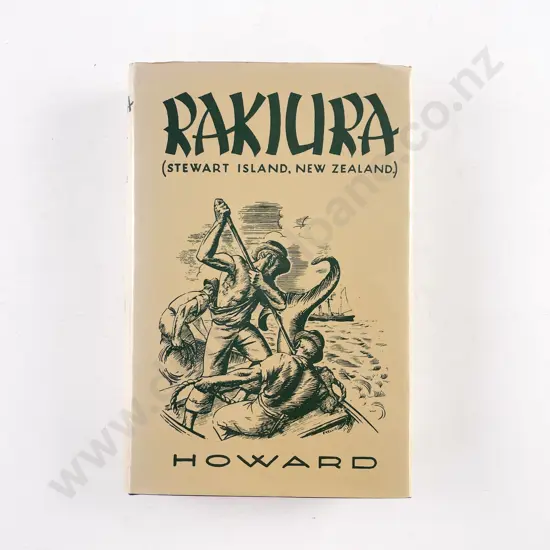 RAKIURA
(STEWART ISLAND, NEW ZEALAND.)
HOWARD